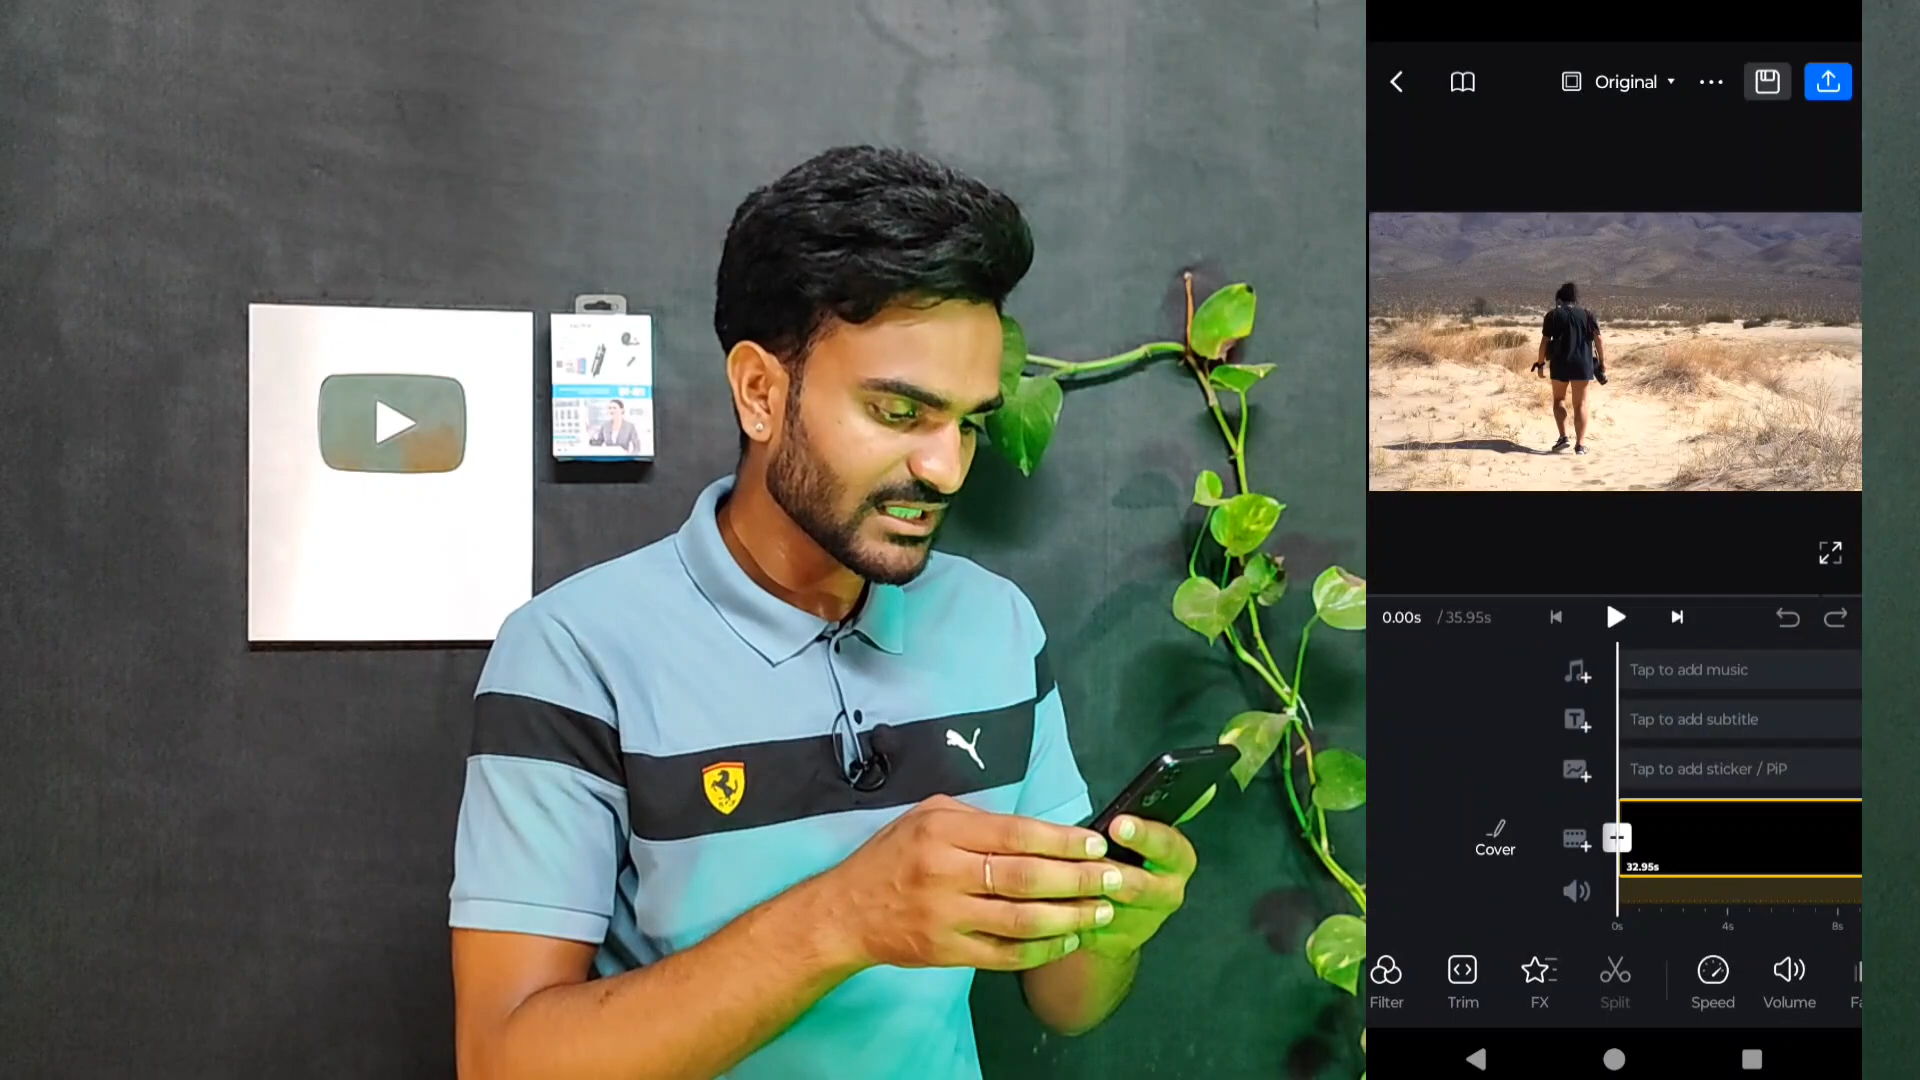 Original
0.00s / 35.95s
Tap to add music
Tap to add subtitle
Tap to add sticker / PiP
Cover
32.95s
0s 4s 8s
Filter Trim FX Split Speed Volume Fa